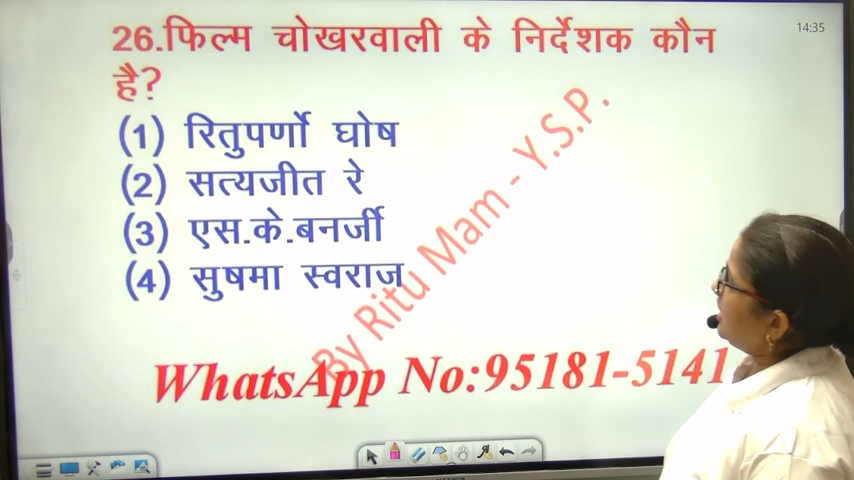 14:35
26.फिल्म चोखरवाली के निर्देशक कौन
है?
(1) रितुपर्णो घोष
(2) सत्यजीत रे
(3) एस.के.बनर्जी
(4) सुषमा स्वराज
By Ritu Mam - Y.S.P.
WhatsApp No:95181-5141